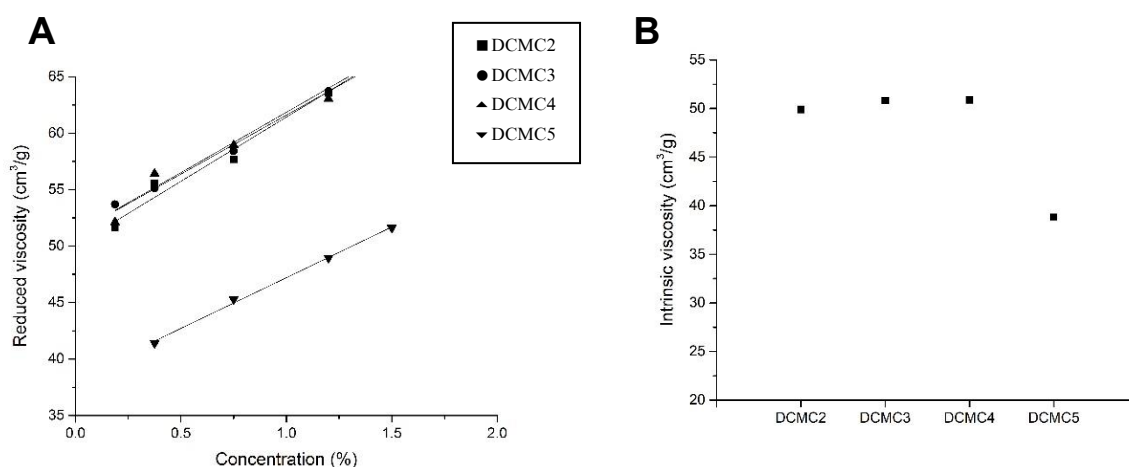 A
DCMC2
DCMC3
DCMC4
DCMC5
65
60
55
50
45
40
35
0.0 0.5 1.0 1.5 2.0
Reduced viscosity (cm³/g)
Concentration (%)
B
55
50
45
40
35
30
25
20
Intrinsic viscosity (cm³/g)
DCMC2 DCMC3 DCMC4 DCMC5